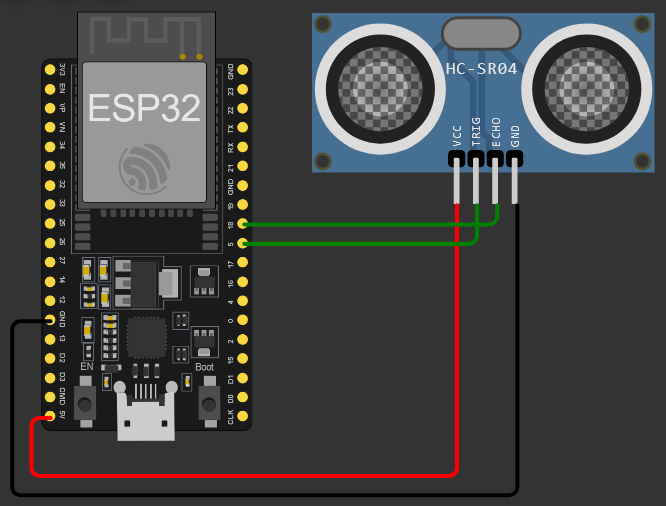 ESP32
3V3
EN
VP
VN
34
35
32
33
25
26
27
14
12
GND
13
D2
D3
CMD
5V
GND
23
22
TX
RX
21
GND
19
18
5
17
16
4
0
2
15
D1
D0
CLK
EN
Boot
HC-SR04
VCC
TRIG
ECHO
GND